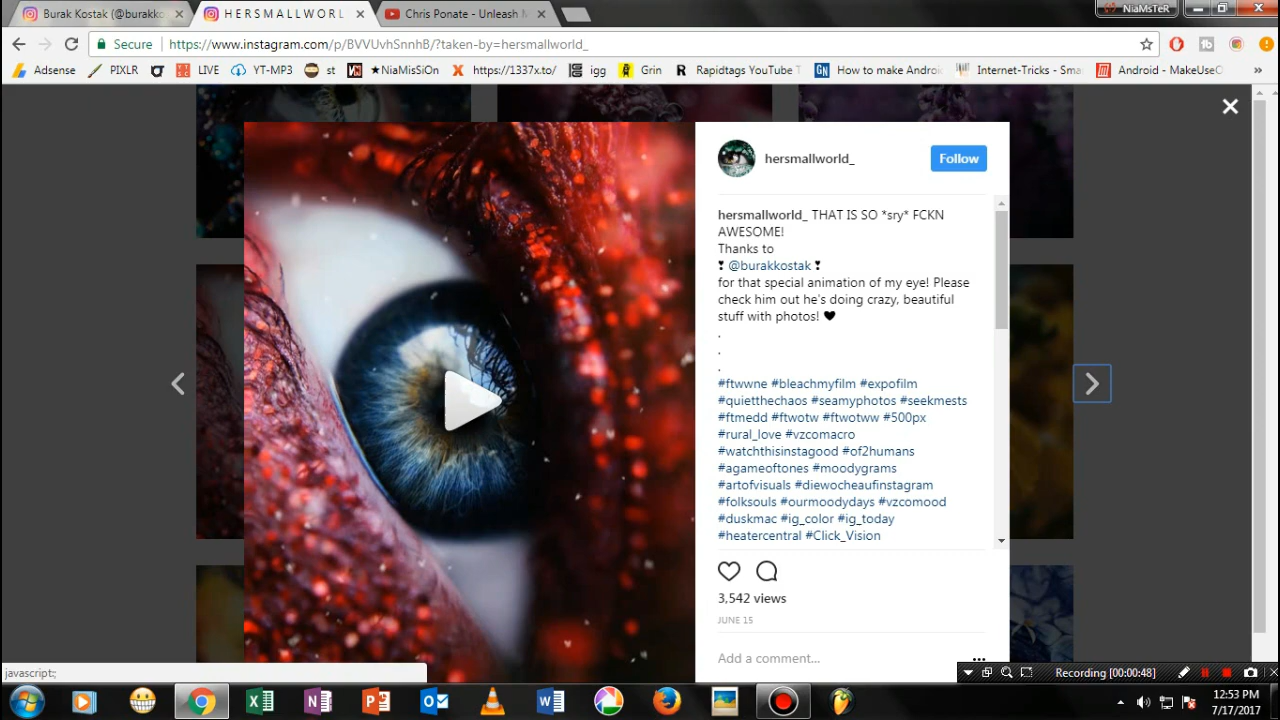 Burak Kostak (@burakko
H E R S M A L L W O R L
Chris Ponate - Unleash M
NiAMsTeR
Secure
https://www.instagram.com/p/BVVUvhSnnhB/?taken-by=hersmallworld_
Adsense
PIXLR
LIVE
YT-MP3
st
★NiaMisSiOn
https://1337x.to/
igg
Grin
Rapidtags YouTube T
How to make Androi
Internet-Tricks - Sma
Android - MakeUseO
»
hersmallworld_
Follow
hersmallworld_ THAT IS SO *sry* FCKN
AWESOME!
Thanks to
❣ @burakkostak ❣
for that special animation of my eye! Please
check him out he's doing crazy, beautiful
stuff with photos! ♥
.
.
.
#ftwwne #bleachmyfilm #expofilm
#quietthechaos #seamyphotos #seekmests
#ftmedd #ftwotw #ftwotww #500px
#rural_love #vzcomacro
#watchthisinstagood #of2humans
#agameoftones #moodygrams
#artofvisuals #diewocheaufinstagram
#folksouls #ourmoodydays #vzcomood
#duskmac #ig_color #ig_today
#heatercentral #Click_Vision
3,542 views
JUNE 15
Add a comment...
javascript:;
Recording [00:00:48]
12:53 PM
7/17/2017